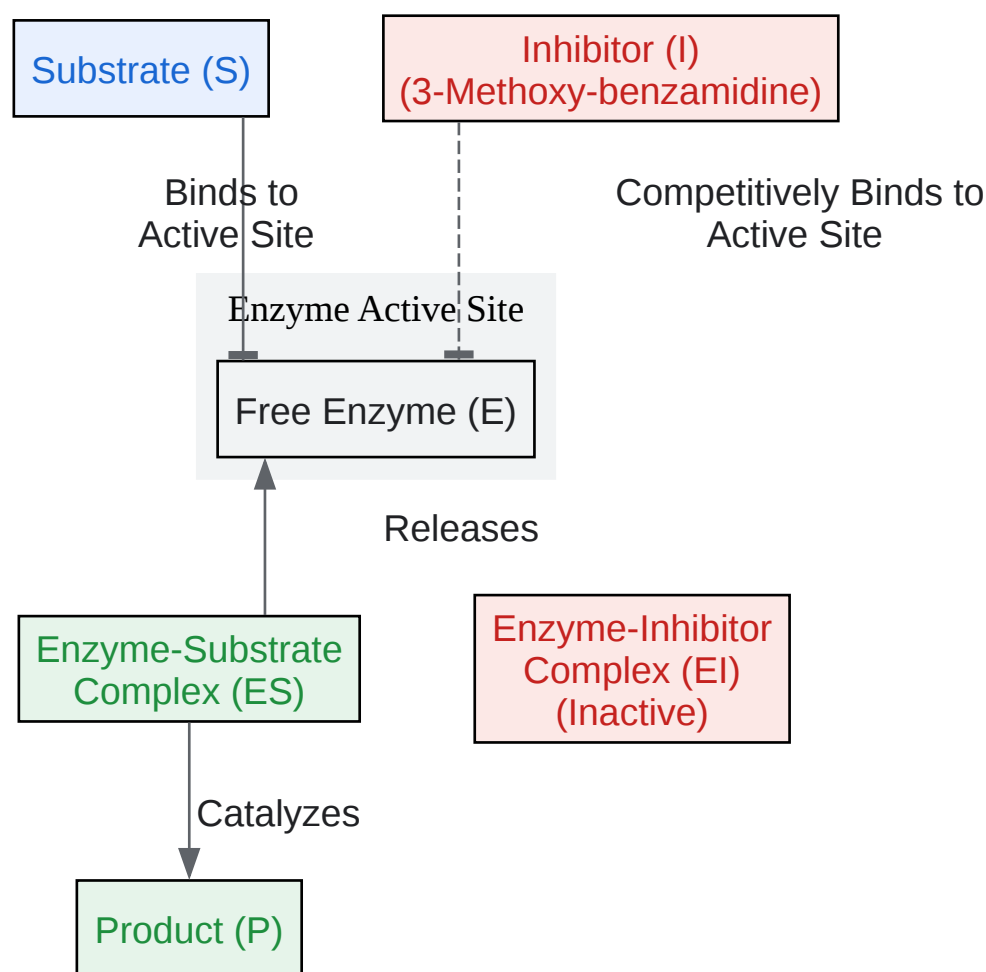 Substrate (S)
Inhibitor (I)
(3-Methoxy-benzamidine)
Binds to
Active Site
Competitively Binds to
Active Site
Enzyme Active Site
Free Enzyme (E)
Releases
Enzyme-Substrate
Complex (ES)
Enzyme-Inhibitor
Complex (EI)
(Inactive)
Catalyzes
Product (P)